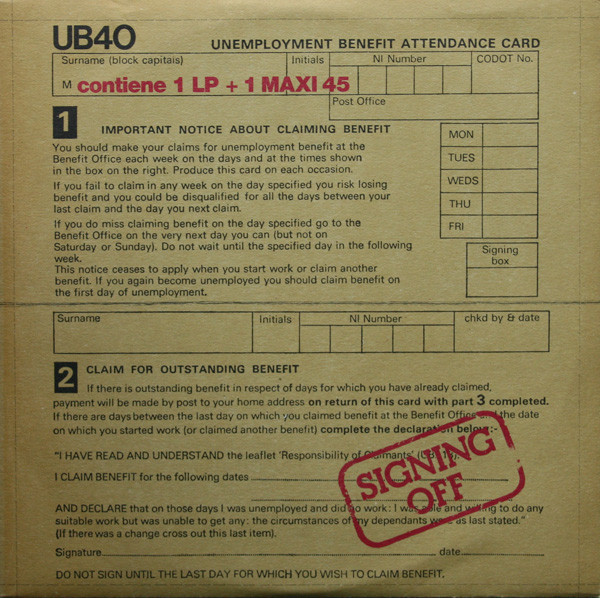 UB40
UNEMPLOYMENT BENEFIT ATTENDANCE CARD
Surname (block capitals) Initials NI Number CODOT No.
M contiene 1 LP + 1 MAXI 45
Post Office
1
IMPORTANT NOTICE ABOUT CLAIMING BENEFIT
You should make your claims for unemployment benefit at the
Benefit Office each week on the days and at the times shown
in the box on the right. Produce this card on each occasion.
If you fail to claim in any week on the day specified you risk losing
benefit and you could be disqualified for all the days between your
last claim and the day you next claim.
If you do miss claiming benefit on the day specified go to the
Benefit Office on the very next day you can (but not on
Saturday or Sunday). Do not wait until the specified day in the following
week.
This notice ceases to apply when you start work or claim another
benefit. If you again become unemployed you should claim benefit on
the first day of unemployment.
MON
TUES
WEDS
THU
FRI
Signing
box
Surname Initials NI Number chkd by & date
2
CLAIM FOR OUTSTANDING BENEFIT
If there is outstanding benefit in respect of days for which you have already claimed,
payment will be made by post to your home address on return of this card with part 3 completed.
If there are days between the last day on which you claimed benefit at the Benefit Office and the date
on which you started work (or claimed another benefit) complete the declaration below:-
"I HAVE READ AND UNDERSTAND the leaflet 'Responsibility of Claimants'
I CLAIM BENEFIT for the following dates
AND DECLARE that on those days I was unemployed and did no work: I was able and willing to do any
suitable work but was unable to get any: the circumstances of my dependants were as last stated."
(If there was a change cross out this last item).
SIGNING
OFF
Signature date
DO NOT SIGN UNTIL THE LAST DAY FOR WHICH YOU WISH TO CLAIM BENEFIT.